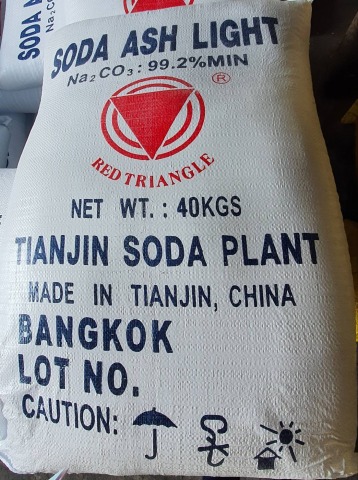 SODA ASH LIGHT
Na₂CO₃: 99.2%MIN
®
RED TRIANGLE
NET WT.: 40KGS
TIANJIN SODA PLANT
MADE IN TIANJIN, CHINA
BANGKOK
LOT NO.
CAUTION: